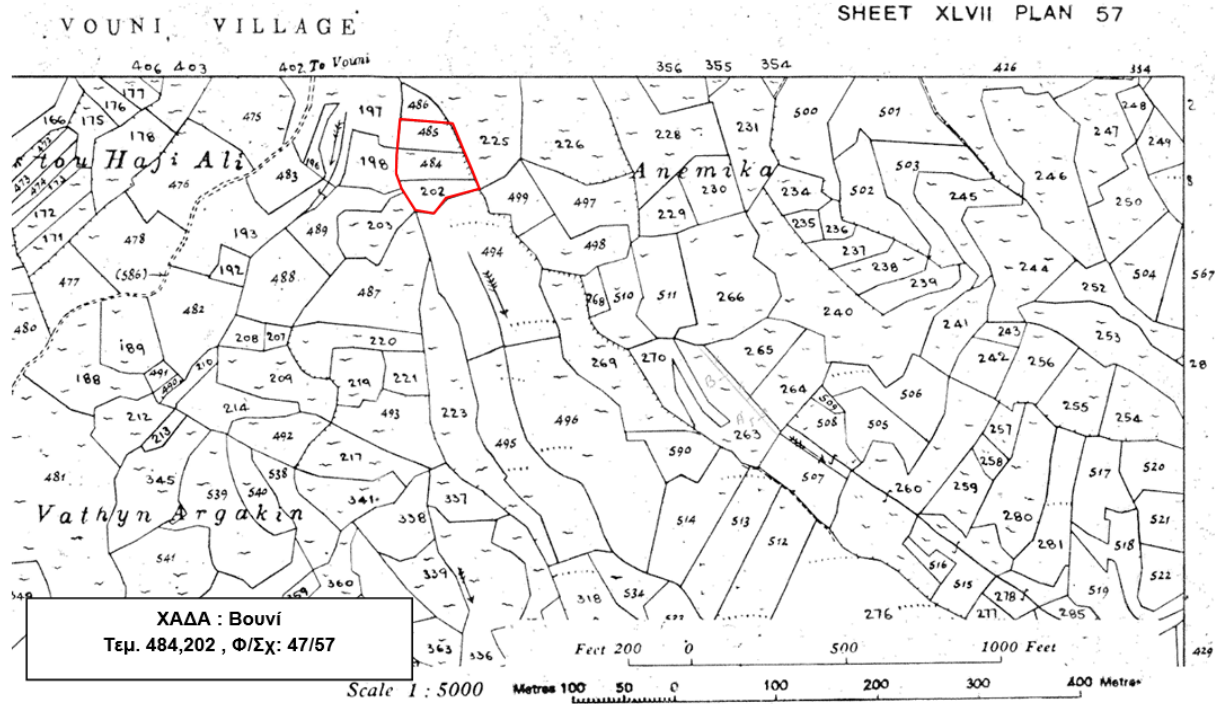 SHEET XLVII PLAN 57
VOUNI VILLAGE
406 403 402 To Vouni 356 355 354 426 334
177 486 2
166 176 175 475 197 485 225 226 228 231 500 501 248 247 249
178 Anemika 503
Haji Ali 196 198 484 246
473 474 173 476 483 202 499 497 230 234 502 245 250 8
172 229 235 236
171 478 193 489 203 494 498 237
(586) 192 238 244 504 567
477 488 487 268 510 511 266 239 252
482 240 241
480 208 207 220 243 253
189 269 270 265 242 256 28
188 491 490 210 209 219 221 264 506
212 214 223 493 496 509 508 505 255 254
213 492 495 263 257
217 590 258
481 345 539 540 538 341 337 507 260 259 517 520
Vathyn Argakin 338 514 513 512 280 521
541 281 518
516 522
360 339 318 534 515 278 519
276 277 285
363 336 429
ΧΑΔΑ : Βουνί
Τεμ. 484,202 , Φ/Σχ: 47/57
Feet 200 0 500 1000 Feet
Scale 1 : 5000 Metres 100 50 0 100 200 300 400 Metres